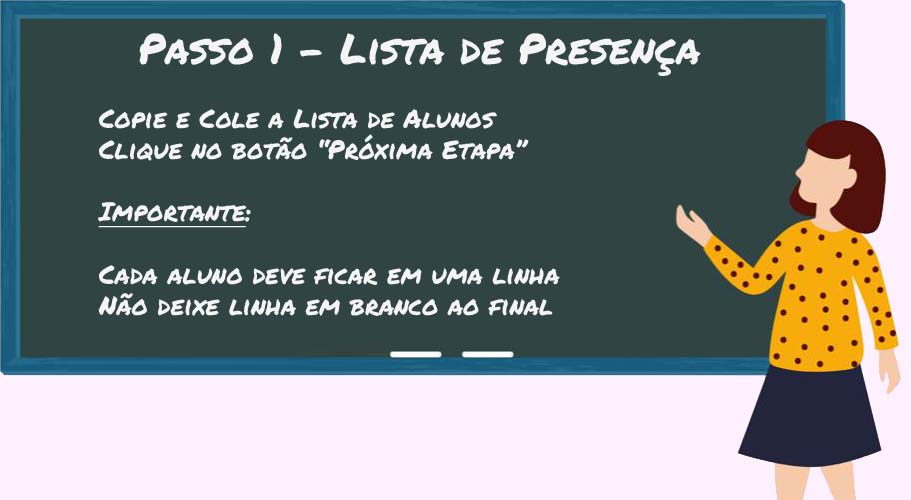 Passo 1 - Lista de Presença
Copie e Cole a Lista de Alunos
Clique no botão "Próxima Etapa"
Importante:
Cada aluno deve ficar em uma linha
Não deixe linha em branco ao final